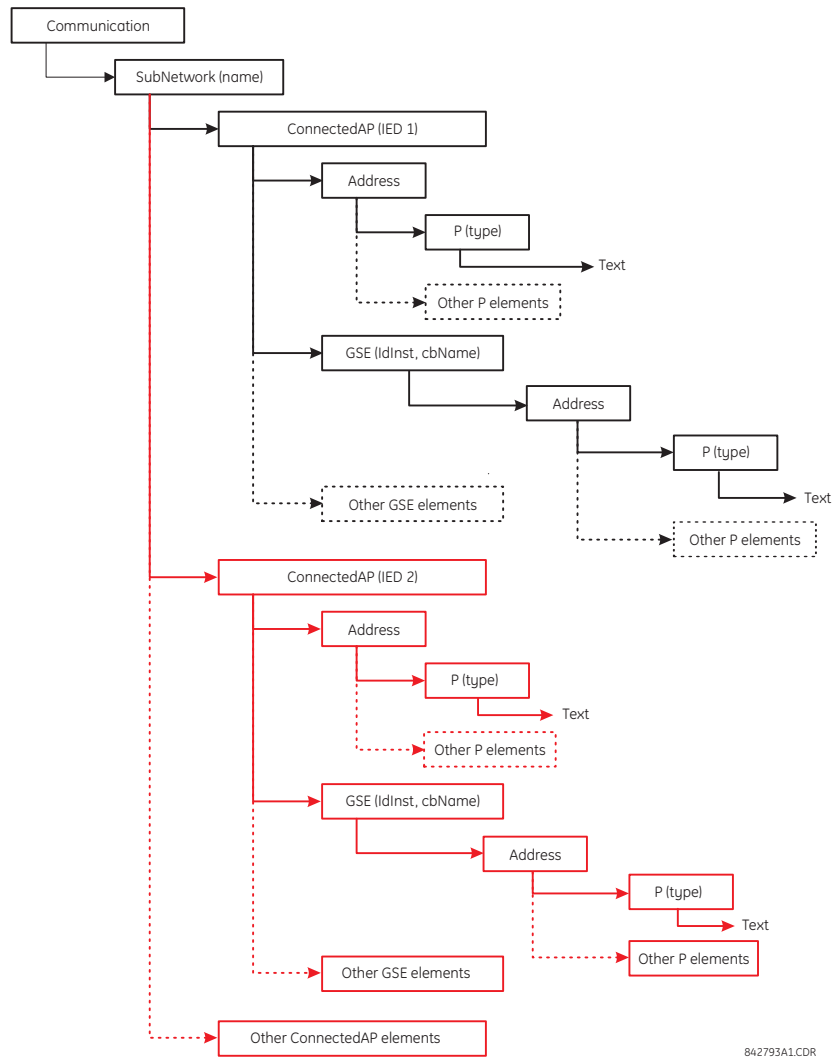 Communication
SubNetwork (name)
ConnectedAP (IED 1)
Address
P (type)
Text
Other P elements
GSE (IdInst, cbName)
Address
P (type)
Text
Other GSE elements
Other P elements
ConnectedAP (IED 2)
Address
P (type)
Text
Other P elements
GSE (IdInst, cbName)
Address
P (type)
Text
Other P elements
Other GSE elements
Other ConnectedAP elements
842793A1.CDR